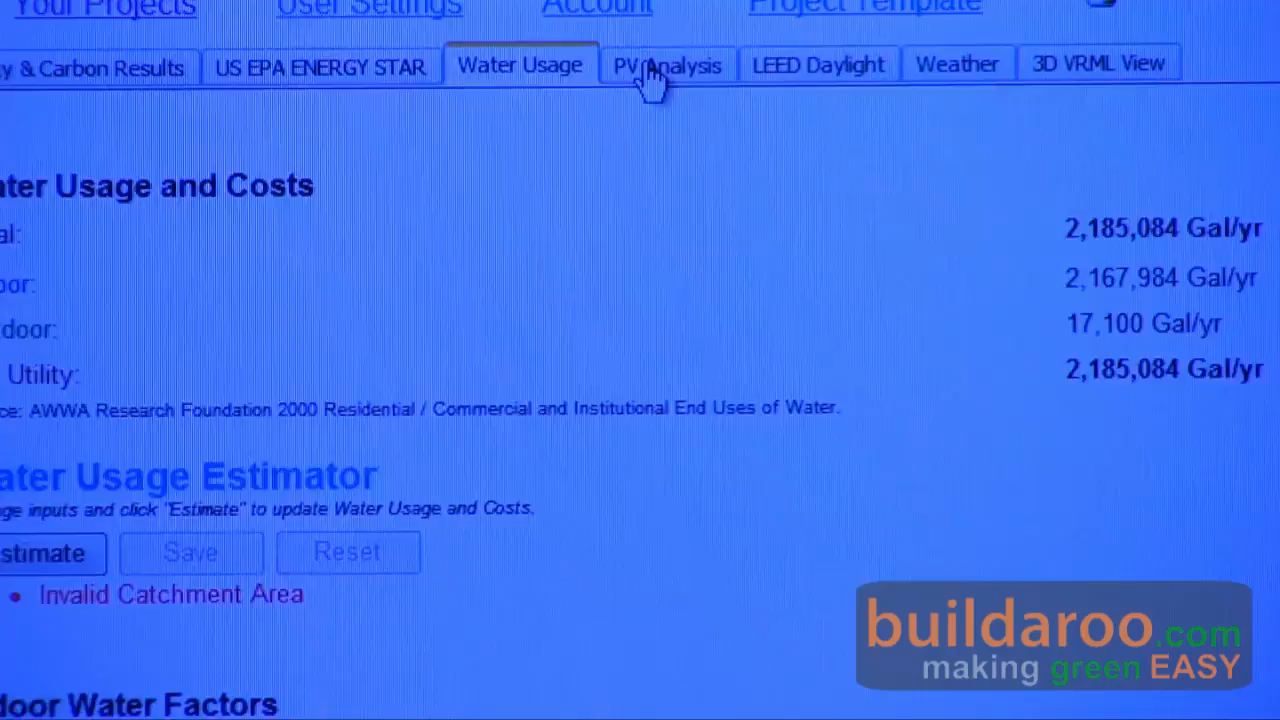 Your Projects User Settings Account Project Template
y & Carbon Results US EPA ENERGY STAR Water Usage PV Analysis LEED Daylight Weather 3D VRML View
ater Usage and Costs
al: 2,185,084 Gal/yr
oor: 2,167,984 Gal/yr
door: 17,100 Gal/yr
Utility: 2,185,084 Gal/yr
ce: AWWA Research Foundation 2000 Residential / Commercial and Institutional End Uses of Water.
ater Usage Estimator
ge inputs and click "Estimate" to update Water Usage and Costs.
stimate Save Reset
• Invalid Catchment Area
door Water Factors
buildaroo.com
making green EASY